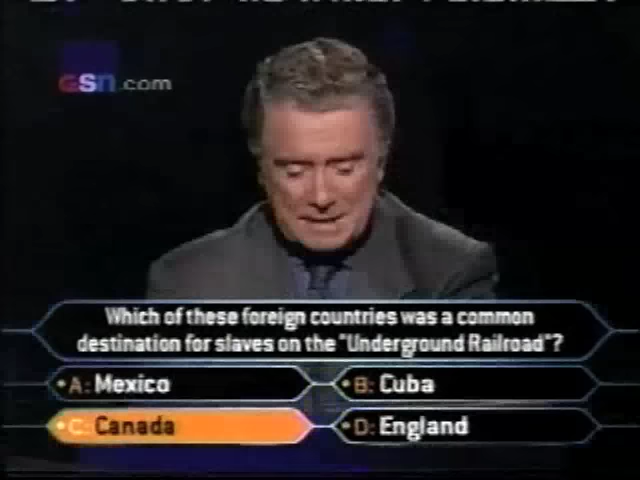 GSN.com
Which of these foreign countries was a common
destination for slaves on the "Underground Railroad"?
A: Mexico
B: Cuba
C: Canada
D: England